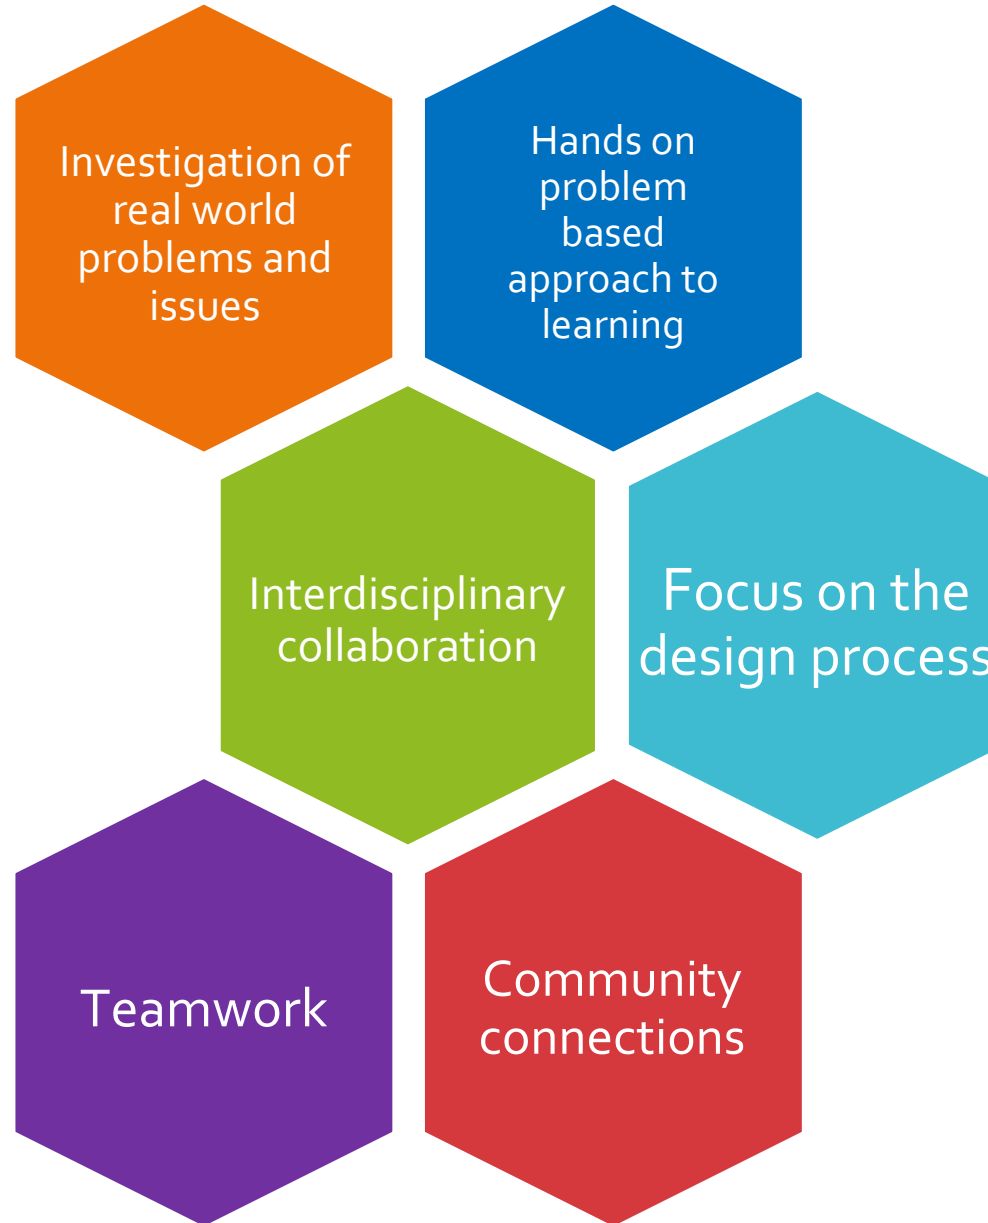 Investigation of
real world
problems and
issues
Hands on
problem
based
approach to
learning
Interdisciplinary
collaboration
Focus on the
design process
Teamwork
Community
connections